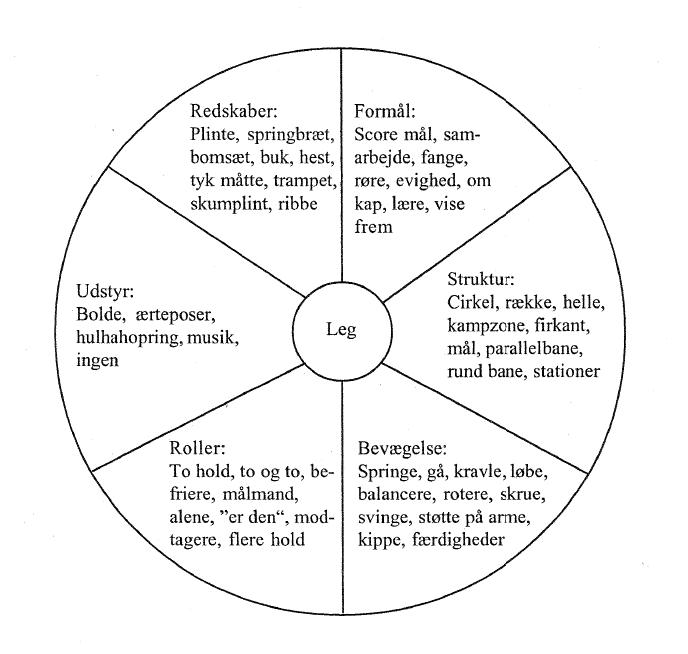 Redskaber:
Plinte, springbræt,
bomsæt, buk, hest,
tyk måtte, trampet,
skumplint, ribbe
Formål:
Score mål, sam-
arbejde, fange,
røre, evighed, om
kap, lære, vise
frem
Struktur:
Cirkel, række, helle,
kampzone, firkant,
mål, parallelbane,
rund bane, stationer
Bevægelse:
Springe, gå, kravle, løbe,
balancere, rotere, skrue,
svinge, støtte på arme,
kippe, færdigheder
Roller:
To hold, to og to, be-
friere, målmand,
alene, ”er den“, mod-
tagere, flere hold
Udstyr:
Bolde, ærteposer,
hulhahopring, musik,
ingen
Leg